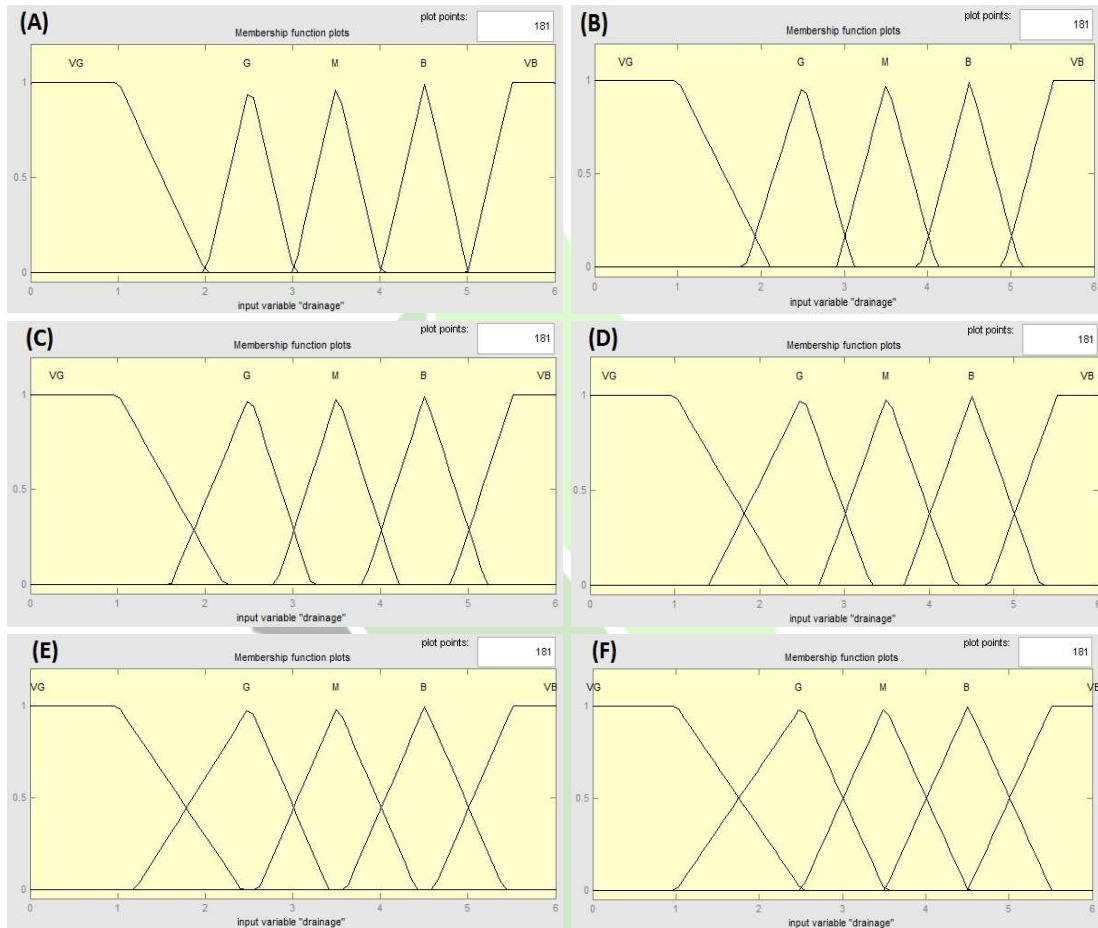 (A)
plot points: 181
Membership function plots
VG G M B VB
1
0.5
0
0 1 2 3 4 5 6
input variable "drainage"
(B)
plot points: 181
Membership function plots
VG G M B VB
1
0.5
0
0 1 2 3 4 5 6
input variable "drainage"
(C)
plot points: 181
Membership function plots
VG G M B VB
1
0.5
0
0 1 2 3 4 5 6
input variable "drainage"
(D)
plot points: 181
Membership function plots
VG G M B VB
1
0.5
0
0 1 2 3 4 5 6
input variable "drainage"
(E)
plot points: 181
Membership function plots
VG G M B VB
1
0.5
0
0 1 2 3 4 5 6
input variable "drainage"
(F)
plot points: 181
Membership function plots
VG G M B VB
1
0.5
0
0 1 2 3 4 5 6
input variable "drainage"